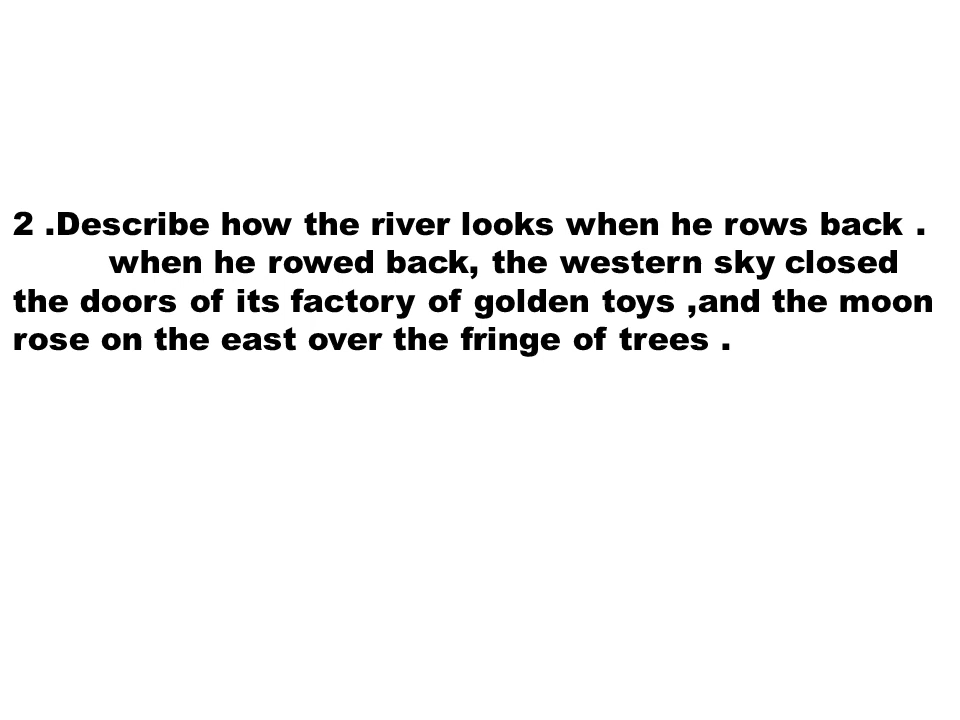 2 .Describe how the river looks when he rows back .
when he rowed back, the western sky closed
the doors of its factory of golden toys ,and the moon
rose on the east over the fringe of trees .